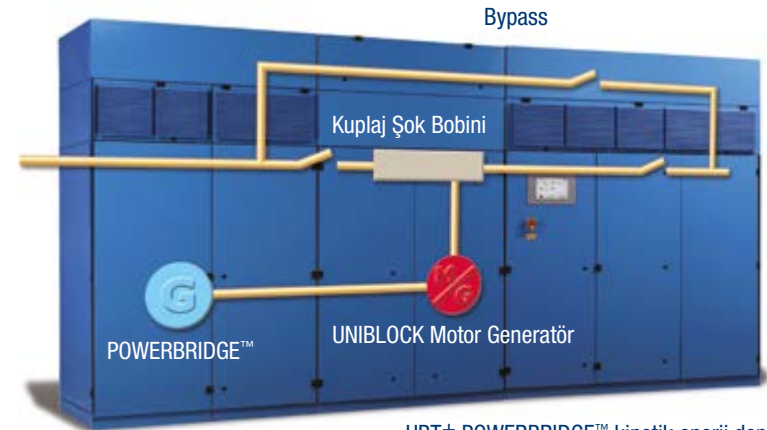 Bypass
Kuplaj Şok Bobini
G
M/G
POWERBRIDGE™
UNIBLOCK Motor Generatör